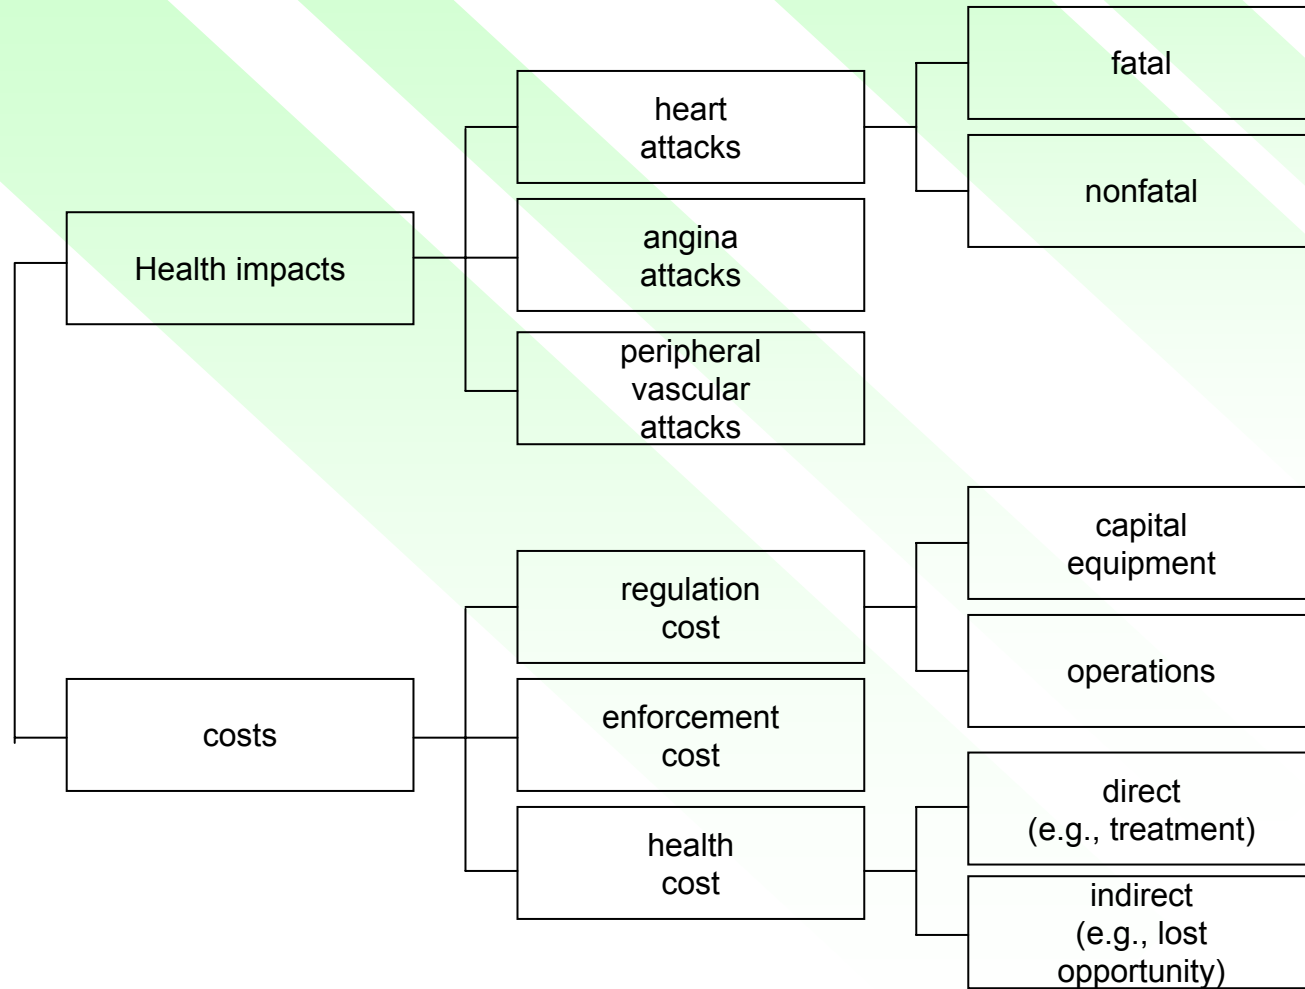 fatal
heart
attacks
nonfatal
angina
attacks
Health impacts
peripheral
vascular
attacks
capital
equipment
regulation
cost
operations
enforcement
cost
costs
direct
(e.g., treatment)
health
cost
indirect
(e.g., lost
opportunity)